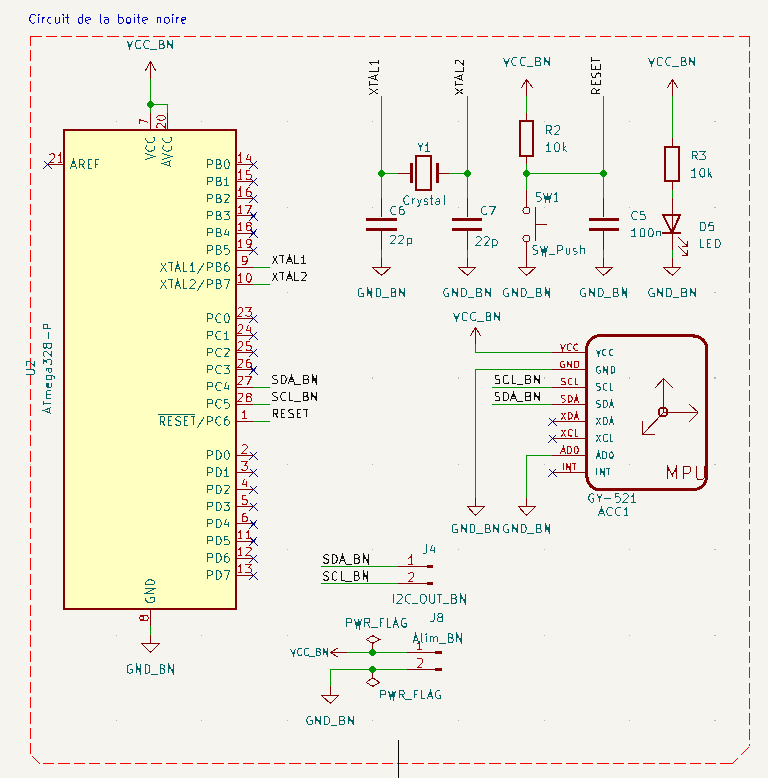 Circuit de la boite noire
VCC_BN
7
20
VCC
AVCC
21
AREF
PB0
14
PB1
15
PB2
16
PB3
17
PB4
18
PB5
19
XTAL1/PB6
9
XTAL1
XTAL2/PB7
10
XTAL2
PC0
23
PC1
24
PC2
25
PC3
26
PC4
27
SDA_BN
PC5
28
SCL_BN
RESET/PC6
1
RESET
PD0
2
PD1
3
PD2
4
PD3
5
PD4
6
PD5
11
PD6
12
PD7
13
U2
ATmega328-P
GND
8
GND_BN
XTAL1
XTAL2
Y1
Crystal
C6
22p
C7
22p
GND_BN
GND_BN
VCC_BN
R2
10k
RESET
SW1
SW_Push
C5
100n
GND_BN
GND_BN
VCC_BN
R3
10k
D5
LED
GND_BN
VCC_BN
VCC
VCC
GND
GND
SCL_BN
SCL
SCL
SDA_BN
SDA
SDA
XDA
XDA
XCL
XCL
AD0
AD0
INT
INT
MPU
GY-521
ACC1
GND_BN
GND_BN
J4
SDA_BN
1
SCL_BN
2
I2C_OUT_BN
J8
PWR_FLAG
Alim_BN
VCC_BN
1
2
PWR_FLAG
GND_BN